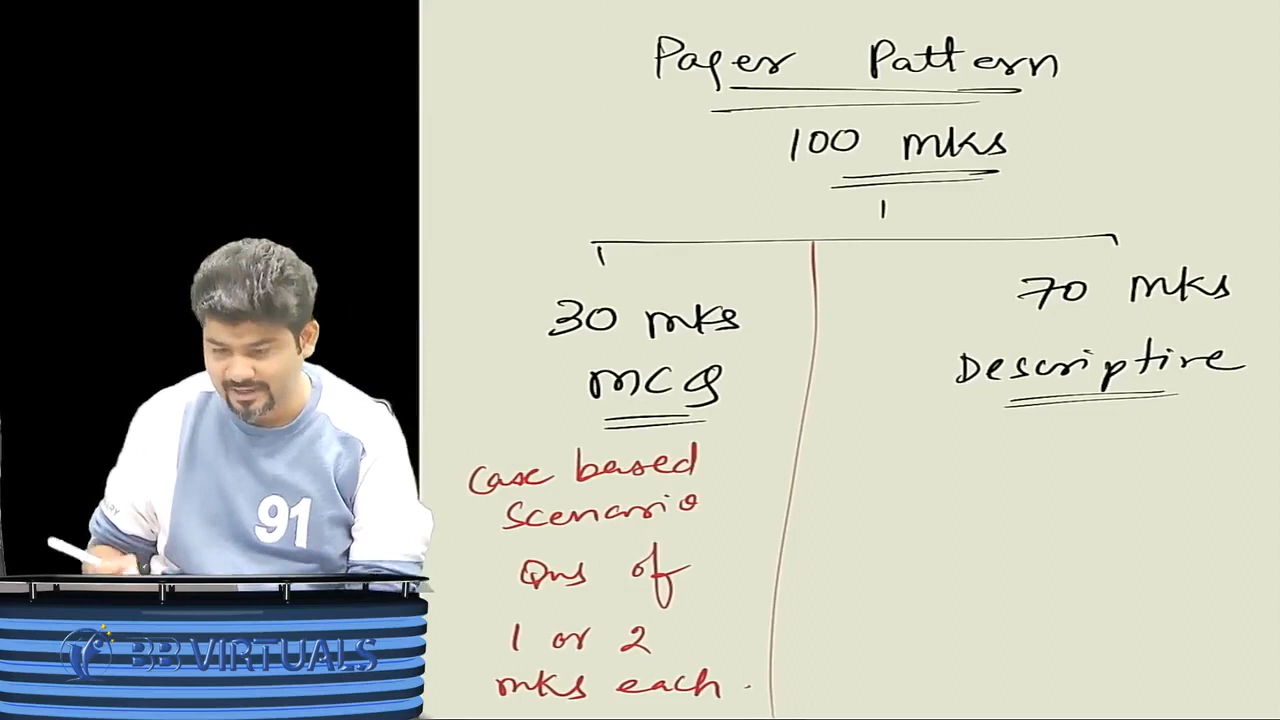 Paper Pattern
100 mks
30 mks
MCQ
Case based
Scenario
Qns of
1 or 2
mks each.
70 mks
Descriptive
91
BB VIRTUALS